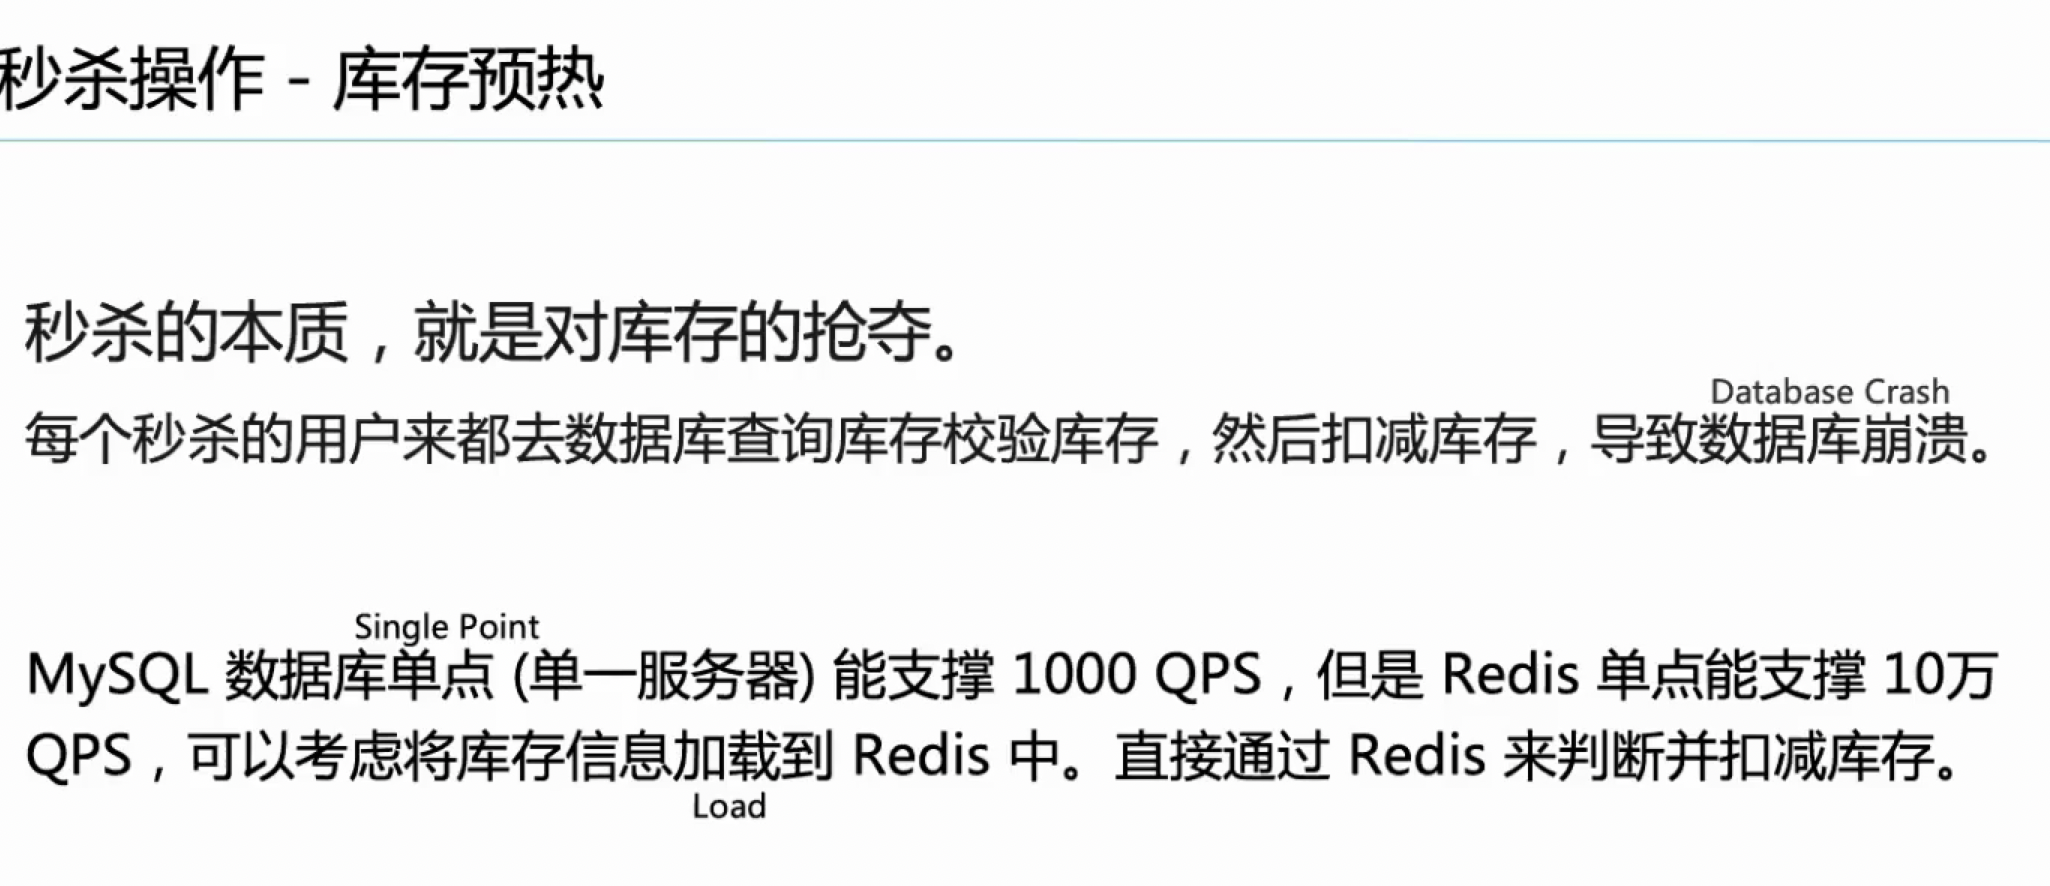 秒杀操作 - 库存预热
秒杀的本质，就是对库存的抢夺。
Database Crash
每个秒杀的用户来都去数据库查询库存校验库存，然后扣减库存，导致数据库崩溃。
Single Point
MySQL 数据库单点 (单一服务器) 能支撑 1000 QPS，但是 Redis 单点能支撑 10万
QPS，可以考虑将库存信息加载到 Redis 中。直接通过 Redis 来判断并扣减库存。
Load